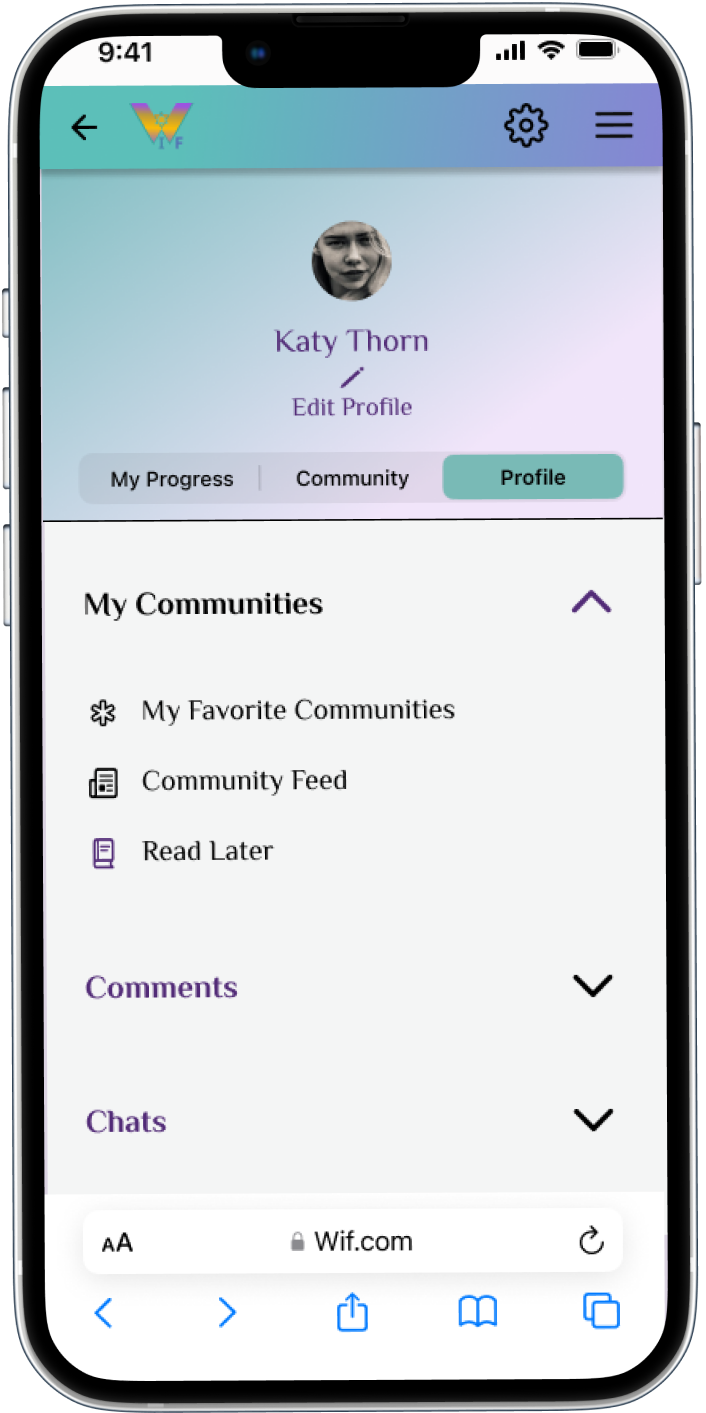 9:41
W
I F
Katy Thorn
Edit Profile
My Progress Community Profile
My Communities
My Favorite Communities
Community Feed
Read Later
Comments
Chats
AA Wif.com